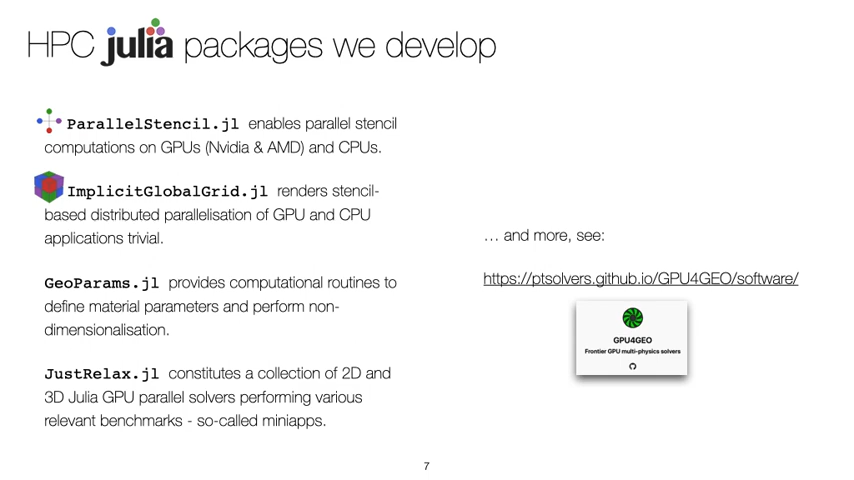 HPC julia packages we develop
ParallelStencil.jl enables parallel stencil
computations on GPUs (Nvidia & AMD) and CPUs.
ImplicitGlobalGrid.jl renders stencil-
based distributed parallelisation of GPU and CPU
applications trivial.
GeoParams.jl provides computational routines to
define material parameters and perform non-
dimensionalisation.
JustRelax.jl constitutes a collection of 2D and
3D Julia GPU parallel solvers performing various
relevant benchmarks - so-called miniapps.
… and more, see:
https://ptsolvers.github.io/GPU4GEO/software/
GPU4GEO
Frontier GPU multi-physics solvers
7